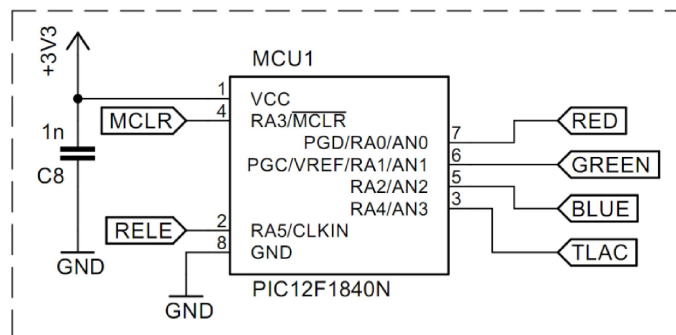 +3V3
MCU1
1
VCC
MCLR
4
RA3/MCLR
1n
C8
PGD/RA0/AN0
7
RED
PGC/VREF/RA1/AN1
6
GREEN
RA2/AN2
5
BLUE
RA4/AN3
3
TLAC
RELE
2
RA5/CLKIN
8
GND
GND
GND
PIC12F1840N